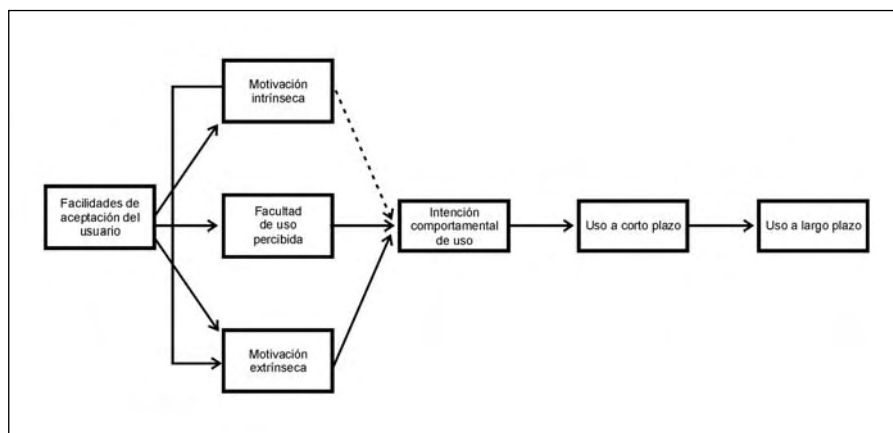 Motivación
intrínseca
Facilidades de
aceptación del
usuario
Facultad
de uso
percibida
Intención
comportamental
de uso
Uso a corto plazo
Uso a largo plazo
Motivación
extrínseca